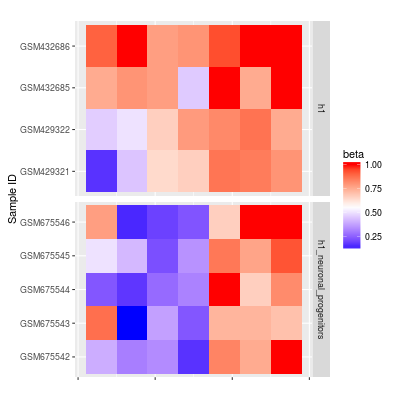 GSM432686
GSM432685
GSM429322
GSM429321
h1
GSM675546
GSM675545
GSM675544
GSM675543
GSM675542
h1_neuronal_progenitors
Sample ID
beta
1.00
0.75
0.50
0.25